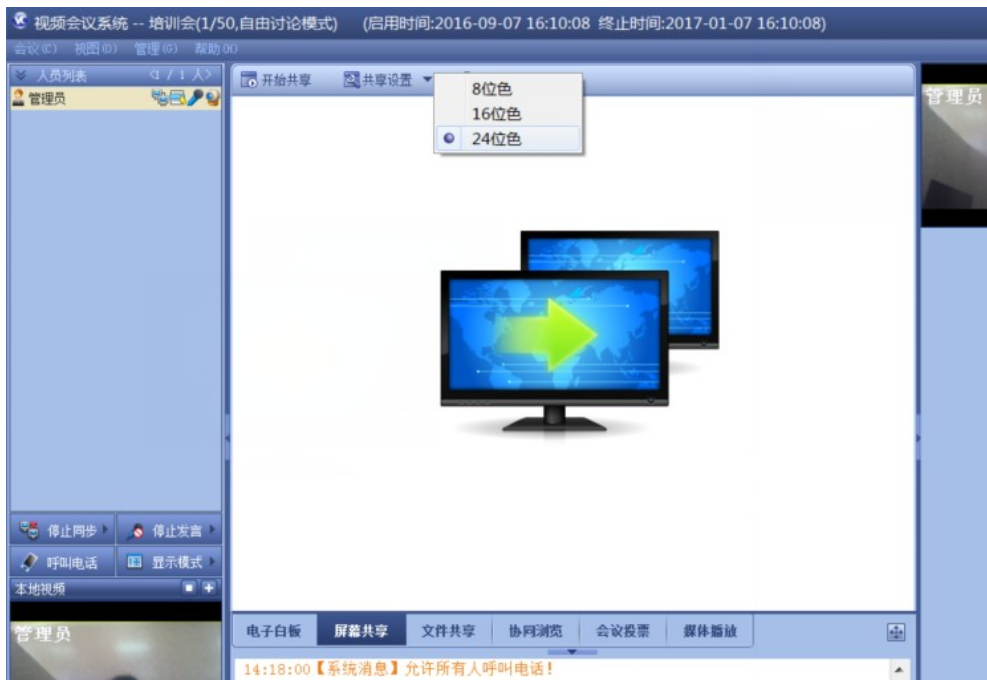 视频会议系统 -- 培训会(1/50,自由讨论模式) (启用时间:2016-09-07 16:10:08 终止时间:2017-01-07 16:10:08)
会议(C) 视图(O) 管理(G) 帮助(H)
人员列表 <1 / 1 人>
管理员
开始共享 共享设置
8位色
16位色
24位色
管理员
停止同步 停止发言
呼叫电话 显示模式
本地视频
管理员
电子白板 屏幕共享 文件共享 协同浏览 会议投票 媒体播放
14:18:00【系统消息】允许所有人呼叫电话!